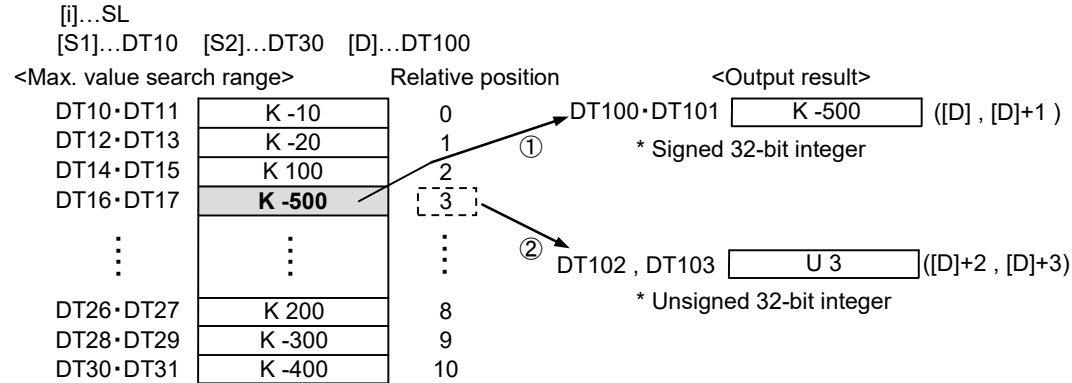 [i]…SL
[S1]…DT10 [S2]…DT30 [D]…DT100
<Max. value search range> Relative position <Output result>
DT10・DT11 K -10 0 DT100・DT101 K -500 ([D] , [D]+1 )
DT12・DT13 K -20 1 ① * Signed 32-bit integer
DT14・DT15 K 100 2
DT16・DT17 K -500 3
⋮ ⋮ ⋮ ② DT102 , DT103 U 3 ([D]+2 , [D]+3)
* Unsigned 32-bit integer
DT26・DT27 K 200 8
DT28・DT29 K -300 9
DT30・DT31 K -400 10